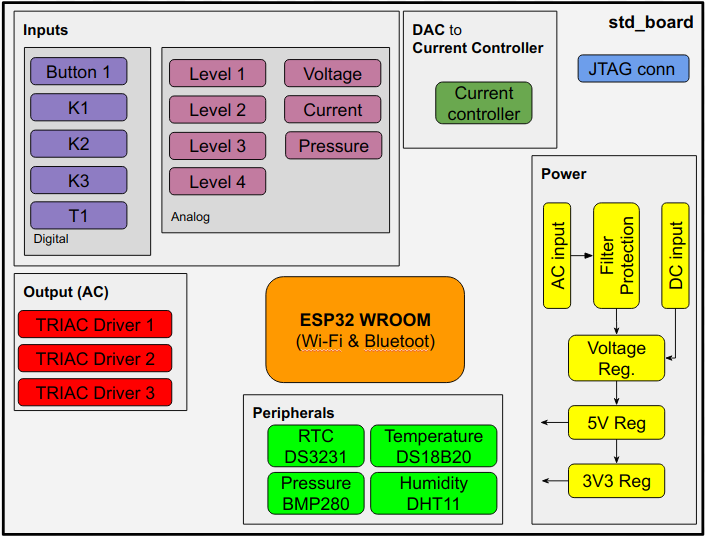 std_board
Inputs
Button 1
K1
K2
K3
T1
Digital
Level 1
Level 2
Level 3
Level 4
Voltage
Current
Pressure
Analog
DAC to
Current Controller
Current
controller
JTAG conn
Power
AC input
Filter
Protection
DC input
Voltage
Reg.
5V Reg
3V3 Reg
Output (AC)
TRIAC Driver 1
TRIAC Driver 2
TRIAC Driver 3
ESP32 WROOM
(Wi-Fi & Bluetoot)
Peripherals
RTC
DS3231
Temperature
DS18B20
Pressure
BMP280
Humidity
DHT11